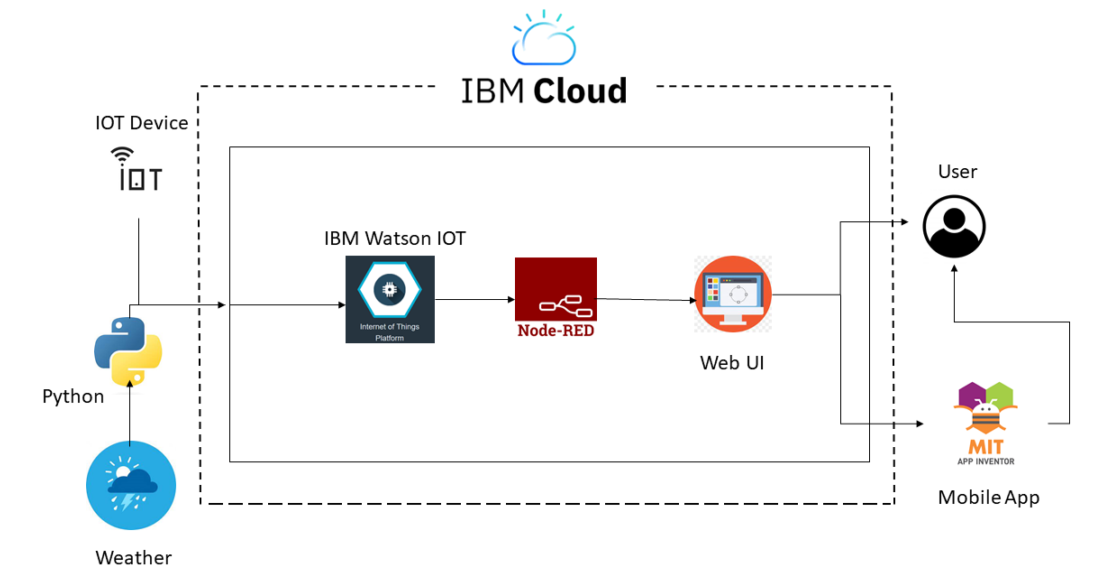 IBM Cloud
IOT Device
IOT
User
IBM Watson IOT
Internet of Things
Platform
Node-RED
Web UI
Python
MIT
APP INVENTOR
Mobile App
Weather